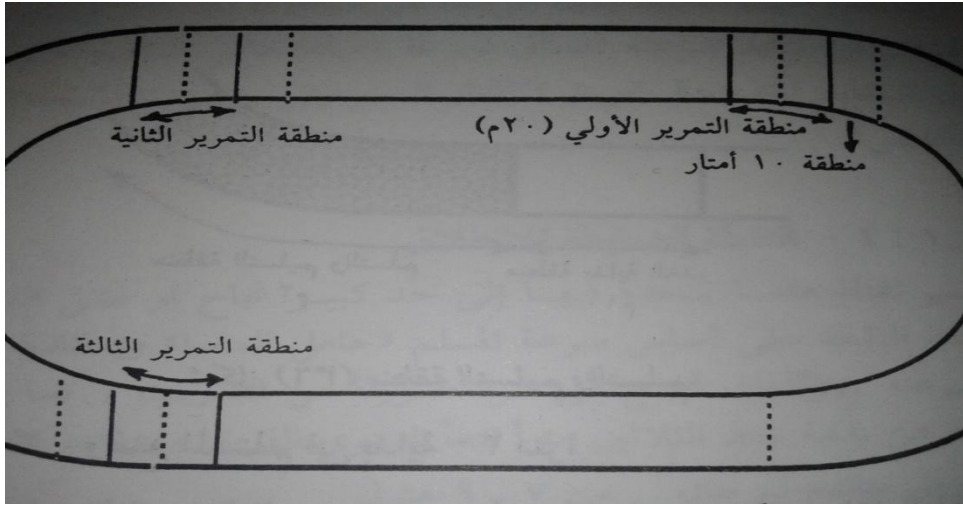 منطقة التمرير الأولي (٢٠م)
منطقة ١٠ أمتار
منطقة التمرير الثانية
منطقة التمرير الثالثة